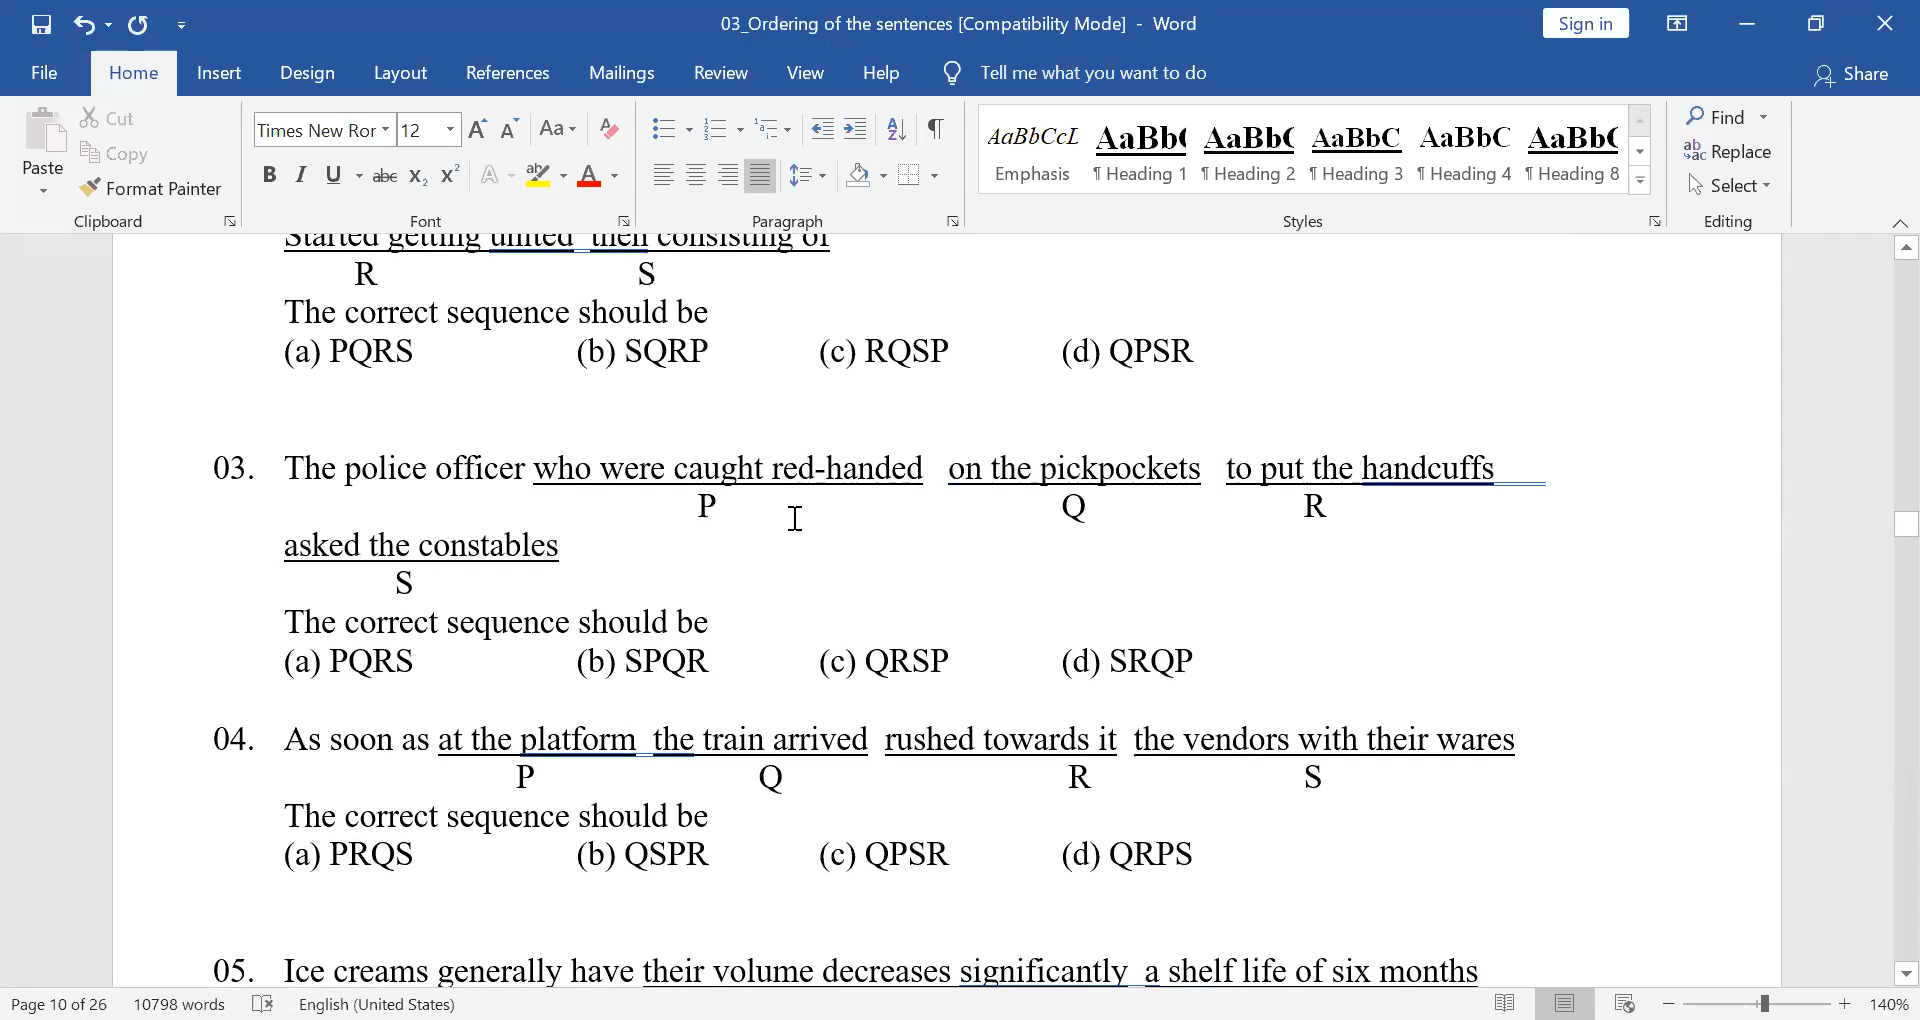 03_Ordering of the sentences [Compatibility Mode] - Word
Sign in
File Home Insert Design Layout References Mailings Review View Help Tell me what you want to do Share
Paste
Cut
Copy
Format Painter
Clipboard
Times New Ror 12
Font
Paragraph
AaBbCcL AaBb( AaBb( AaBbC AaBbC AaBb(
Emphasis ¶ Heading 1 ¶ Heading 2 ¶ Heading 3 ¶ Heading 4 ¶ Heading 8
Styles
Find
Replace
Select
Editing
Started getting united then consisting of
R S
The correct sequence should be
(a) PQRS (b) SQRP (c) RQSP (d) QPSR
03. The police officer who were caught red-handed on the pickpockets to put the handcuffs
P Q R
asked the constables
S
The correct sequence should be
(a) PQRS (b) SPQR (c) QRSP (d) SRQP
04. As soon as at the platform the train arrived rushed towards it the vendors with their wares
P Q R S
The correct sequence should be
(a) PRQS (b) QSPR (c) QPSR (d) QRPS
05. Ice creams generally have their volume decreases significantly a shelf life of six months
Page 10 of 26 10798 words English (United States) 140%